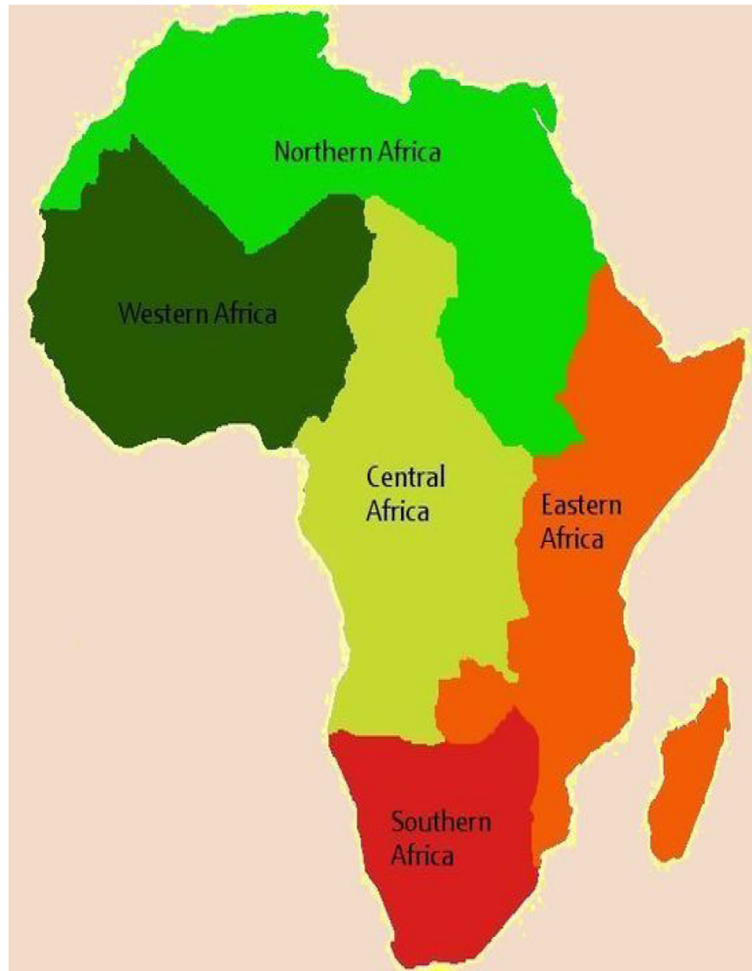 Northern Africa
Western Africa
Central
Africa
Eastern
Africa
Southern
Africa